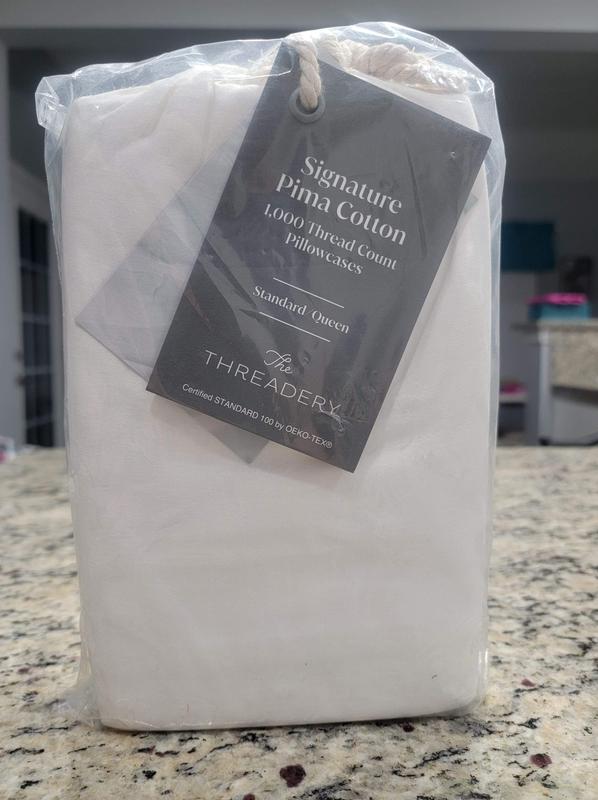 Signature
Pima Cotton
1,000 Thread Count
Pillowcases
Standard/Queen
The
THREADERY
Certified STANDARD 100 by OEKO-TEX®